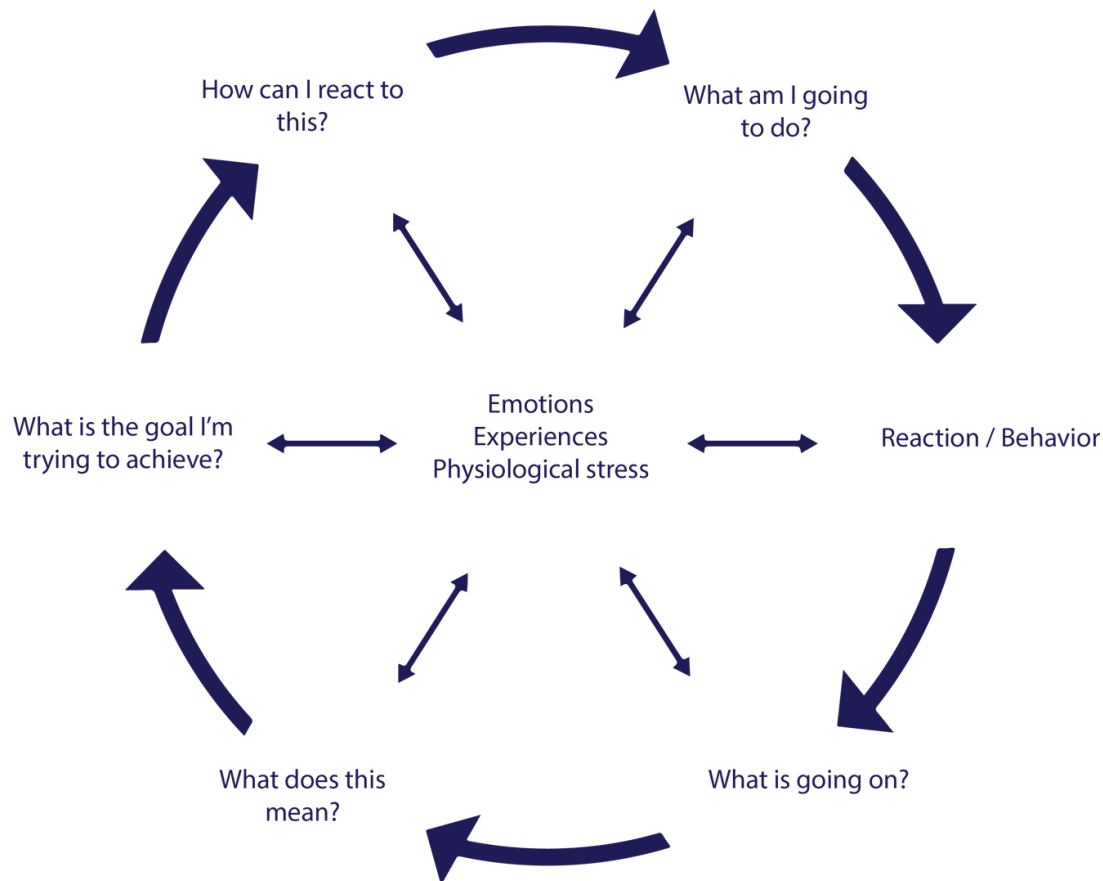 How can I react to
this?
What am I going
to do?
What is the goal I’m
trying to achieve?
Emotions
Experiences
Physiological stress
Reaction / Behavior
What does this
mean?
What is going on?